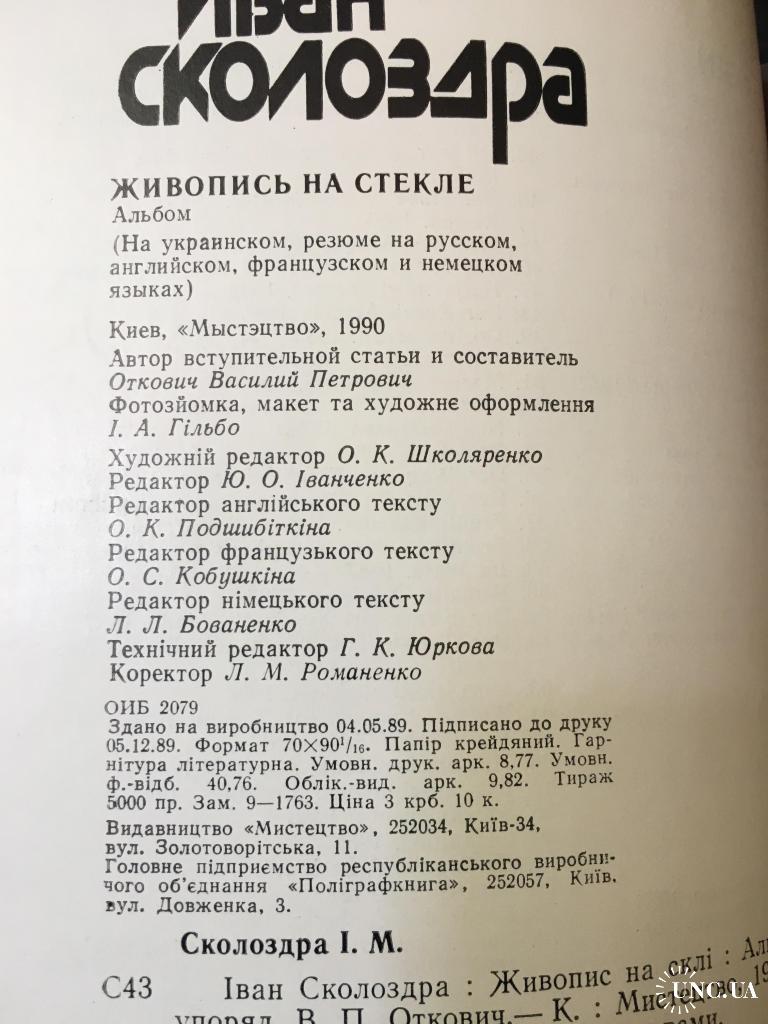 Иван
Сколоздра
ЖИВОПИСЬ НА СТЕКЛЕ
Альбом
(На украинском, резюме на русском,
английском, французском и немецком
языках)
Киев, «Мыстэцтво», 1990
Автор вступительной статьи и составитель
Откович Василий Петрович
Фотозйомка, макет та художнє оформлення
І. А. Гільбо
Художній редактор О. К. Школяренко
Редактор Ю. О. Іванченко
Редактор англійського тексту
О. К. Подшибіткіна
Редактор французького тексту
О. С. Кобушкіна
Редактор німецького тексту
Л. Л. Бованенко
Технічний редактор Г. К. Юркова
Коректор Л. М. Романенко
ОИБ 2079
Здано на виробництво 04.05.89. Підписано до друку
05.12.89. Формат 70×90¹/₁₆. Папір крейдяний. Гар-
нітура літературна. Умовн. друк. арк. 8,77. Умовн.
ф.-відб. 40,76. Облік.-вид. арк. 9,82. Тираж
5000 пр. Зам. 9—1763. Ціна 3 крб. 10 к.
Видавництво «Мистецтво», 252034, Київ-34,
вул. Золотоворітська, 11.
Головне підприємство республіканського виробни-
чого об'єднання «Поліграфкнига», 252057, Київ,
вул. Довженка, 3.
Сколоздра І. М.
С43 Іван Сколоздра : Живопис на склі :
упоряд. В. П. Откович.— К. : Мистецтво, 19
UNC.UA